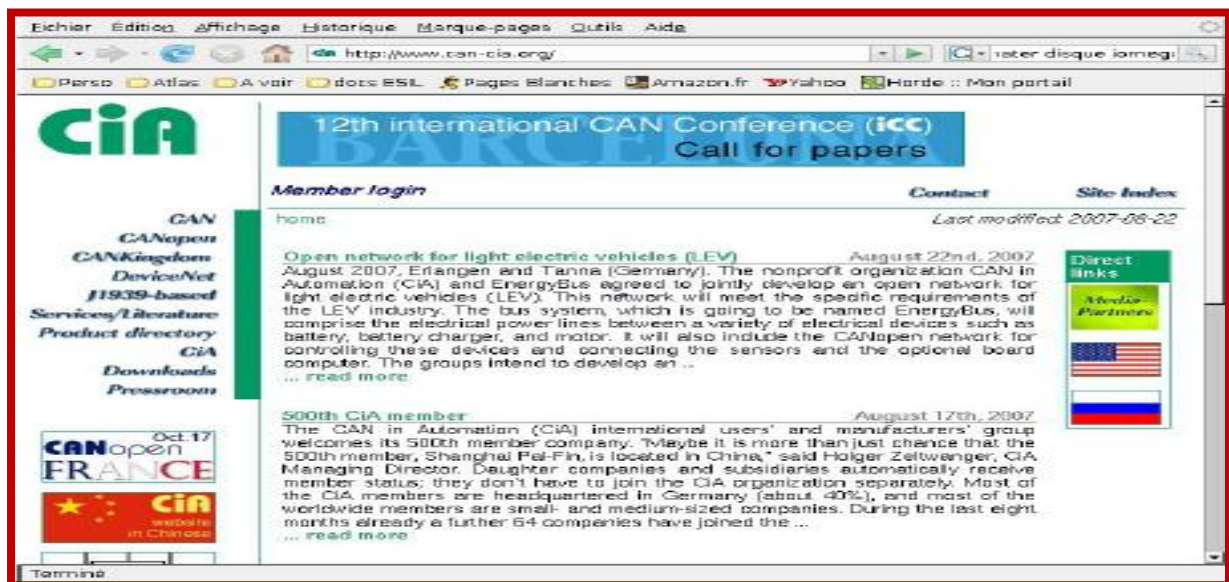 Eichier Édition Affichage Historique Marque-pages Outils Aide
http://www.can-cia.org/
disque iomega
Perso Atlas A voir docs ESIL Pages Blanches Amazon.fr Yahoo Horde :: Mon portail
CiA
12th international CAN Conference (icc)
BARCELONA
Call for papers
Member login Contact Site Index
home Last modified: 2007-08-22
CAN
CANopen
CANKingdom
DeviceNet
J1939-based
Services/Literature
Product directory
CiA
Downloads
Pressroom
Oct.17
CANopen
FRANCE
CiA
website
in Chinese
Open network for light electric vehicles (LEV) August 22nd, 2007
August 2007, Erlangen and Tanna (Germany). The nonprofit organization CAN in
Automation (CiA) and EnergyBus agreed to jointly develop an open network for
light electric vehicles (LEV). This network will meet the specific requirements of
the LEV industry. The bus system, which is going to be named EnergyBus, will
comprise the electrical power lines between a variety of electrical devices such as
battery, battery charger, and motor. It will also include the CANopen network for
controlling these devices and connecting the sensors and the optional board
computer. The groups intend to develop an ...
... read more
500th CiA member August 17th, 2007
The CAN in Automation (CiA) international users' and manufacturers' group
welcomes its 500th member company. "Maybe it is more than just chance that the
500th member, Shanghai Pai-Fin, is located in China," said Holger Zeltwanger, CiA
Managing Director. Daughter companies and subsidiaries automatically receive
member status; they don't have to join the CiA organization separately. Most of
the CiA members are headquartered in Germany (about 40%), and most of the
worldwide members are small- and medium-sized companies. During the last eight
months already a further 64 companies have joined the ...
... read more
Direct
links
Media
Partners
Terminé